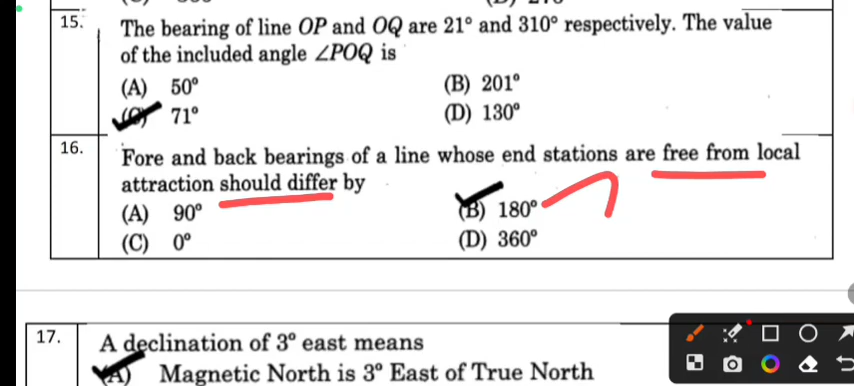 15. The bearing of line OP and OQ are 21° and 310° respectively. The value
of the included angle ∠POQ is
(A) 50° (B) 201°
(C) 71° (D) 130°
16. Fore and back bearings of a line whose end stations are free from local
attraction should differ by
(A) 90° (B) 180°
(C) 0° (D) 360°
17. A declination of 3° east means
(A) Magnetic North is 3° East of True North